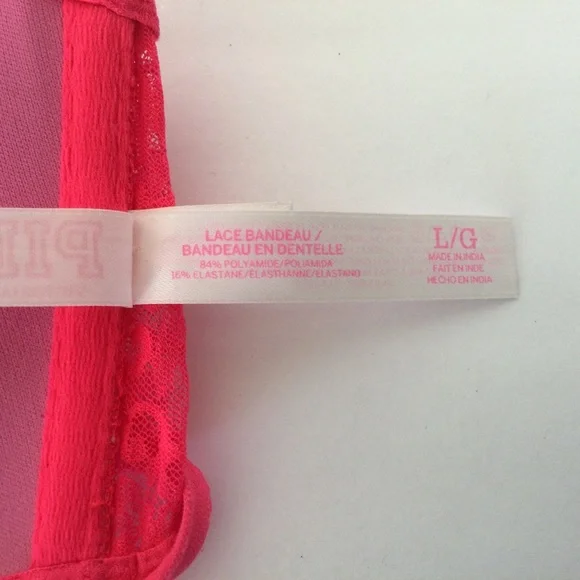 LACE BANDEAU /
BANDEAU EN DENTELLE
84% POLYAMIDE/POLIAMIDA
16% ELASTANE/ÉLASTHANNE/ELASTANO
L/G
MADE IN INDIA
FAIT EN INDE
HECHO EN INDIA